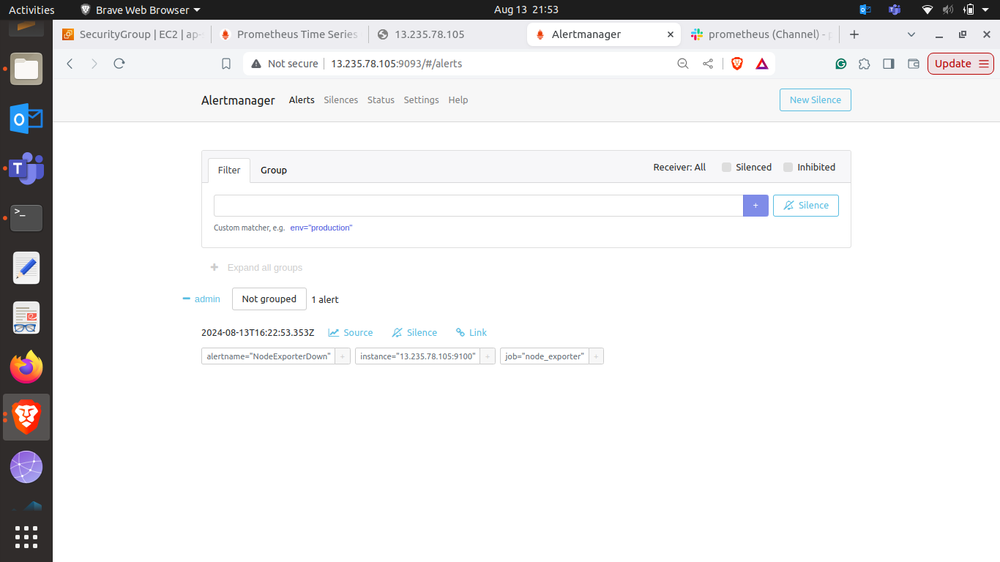 Activities
Brave Web Browser
Aug 13 21:53
SecurityGroup | EC2 | ap-
Prometheus Time Series
13.235.78.105
Alertmanager
prometheus (Channel) -
Not secure
13.235.78.105:9093/#/alerts
Update
Alertmanager
Alerts
Silences
Status
Settings
Help
New Silence
Filter
Group
Receiver: All
Silenced
Inhibited
+
Silence
Custom matcher, e.g.
env="production"
+ Expand all groups
admin
Not grouped
1 alert
2024-08-13T16:22:53.353Z
Source
Silence
Link
alertname="NodeExporterDown" +
instance="13.235.78.105:9100" +
job="node_exporter" +